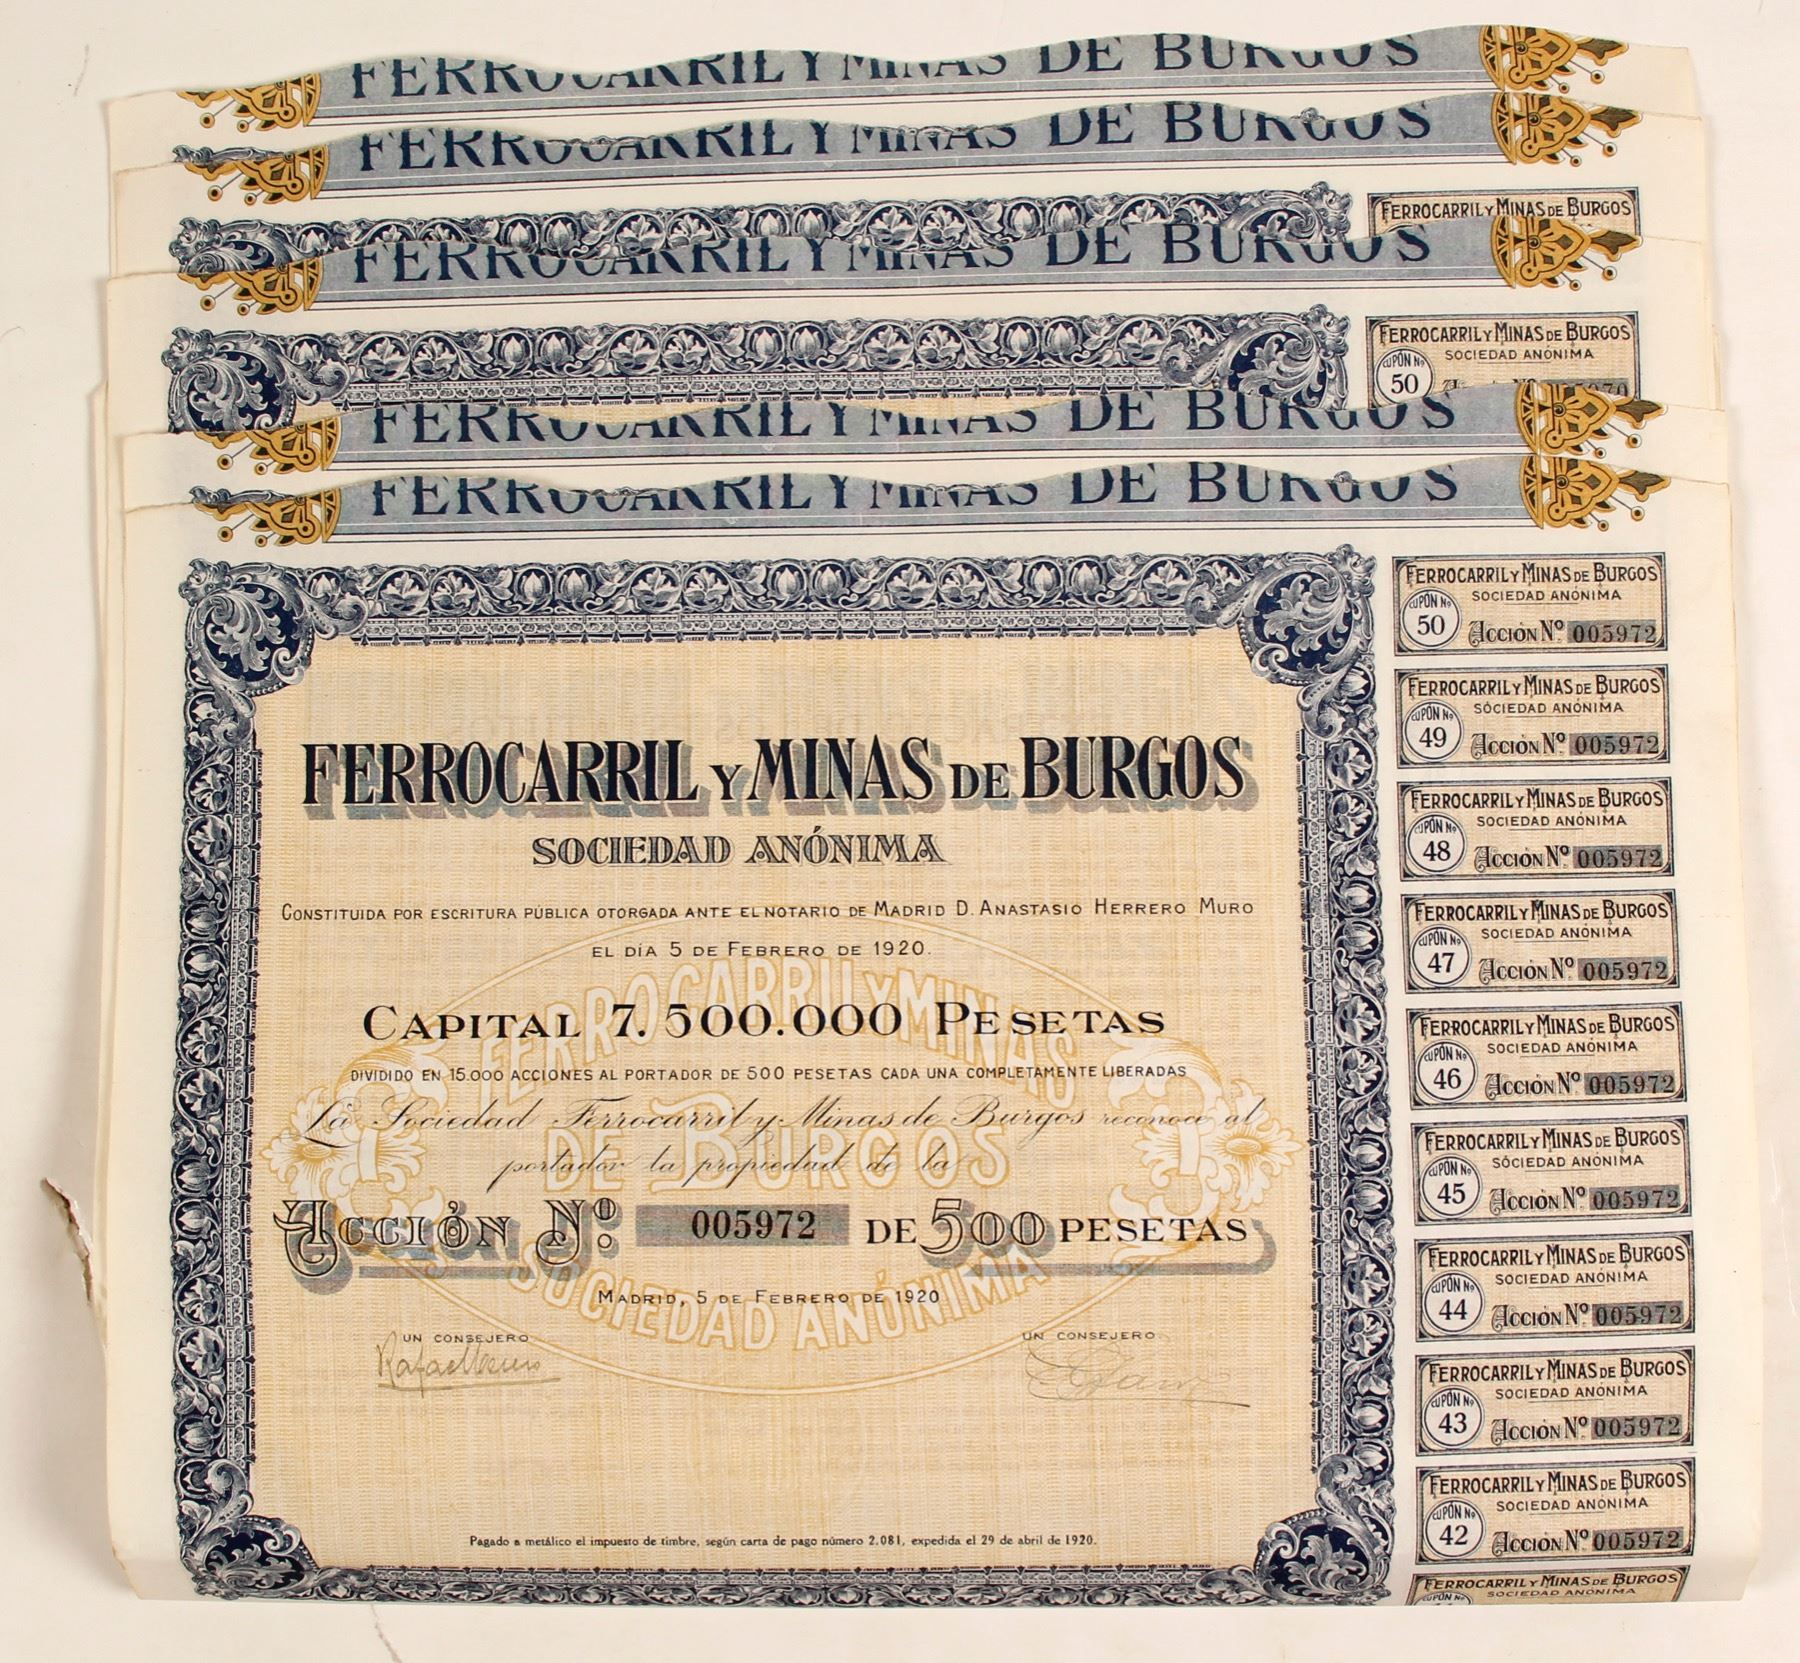 FERROCARRIL Y MINAS DE BURGOS
FERROCARRIL Y MINAS DE BURGOS
FERROCARRIL Y MINAS DE BURGOS
FERROCARRIL Y MINAS DE BURGOS
FERROCARRIL Y MINAS DE BURGOS
SOCIEDAD ANÓNIMA
CUPÓN Nº
50
FERROCARRIL Y MINAS DE BURGOS
FERROCARRIL Y MINAS DE BURGOS
FERROCARRIL Y MINAS DE BURGOS
SOCIEDAD ANÓNIMA
CONSTITUIDA POR ESCRITURA PÚBLICA OTORGADA ANTE EL NOTARIO DE MADRID D. ANASTASIO HERRERO MURO
EL DÍA 5 DE FEBRERO DE 1920.
CAPITAL 7.500.000 PESETAS
DIVIDIDO EN 15.000 ACCIONES AL PORTADOR DE 500 PESETAS CADA UNA COMPLETAMENTE LIBERADAS
La Sociedad Ferrocarril y Minas de Burgos reconoce al
portador la propiedad de la
ACCIÓN Nº. 005972 DE 500 PESETAS
MADRID, 5 DE FEBRERO DE 1920
UN CONSEJERO
UN CONSEJERO
Pagado a metálico el impuesto de timbre, según carta de pago número 2.081, expedida el 29 de abril de 1920.
FERROCARRIL Y MINAS
DE BURGOS
SOCIEDAD ANÓNIMA
FERROCARRIL Y MINAS DE BURGOS
SOCIEDAD ANÓNIMA
CUPÓN Nº
50
ACCIÓN Nº 005972
FERROCARRIL Y MINAS DE BURGOS
SOCIEDAD ANÓNIMA
CUPÓN Nº
49
ACCIÓN Nº 005972
FERROCARRIL Y MINAS DE BURGOS
SOCIEDAD ANÓNIMA
CUPÓN Nº
48
ACCIÓN Nº 005972
FERROCARRIL Y MINAS DE BURGOS
SOCIEDAD ANÓNIMA
CUPÓN Nº
47
ACCIÓN Nº 005972
FERROCARRIL Y MINAS DE BURGOS
SOCIEDAD ANÓNIMA
CUPÓN Nº
46
ACCIÓN Nº 005972
FERROCARRIL Y MINAS DE BURGOS
SOCIEDAD ANÓNIMA
CUPÓN Nº
45
ACCIÓN Nº 005972
FERROCARRIL Y MINAS DE BURGOS
SOCIEDAD ANÓNIMA
CUPÓN Nº
44
ACCIÓN Nº 005972
FERROCARRIL Y MINAS DE BURGOS
SOCIEDAD ANÓNIMA
CUPÓN Nº
43
ACCIÓN Nº 005972
FERROCARRIL Y MINAS DE BURGOS
SOCIEDAD ANÓNIMA
CUPÓN Nº
42
ACCIÓN Nº 005972
FERROCARRIL Y MINAS DE BURGOS
SOCIEDAD ANÓNIMA
CUPÓN Nº